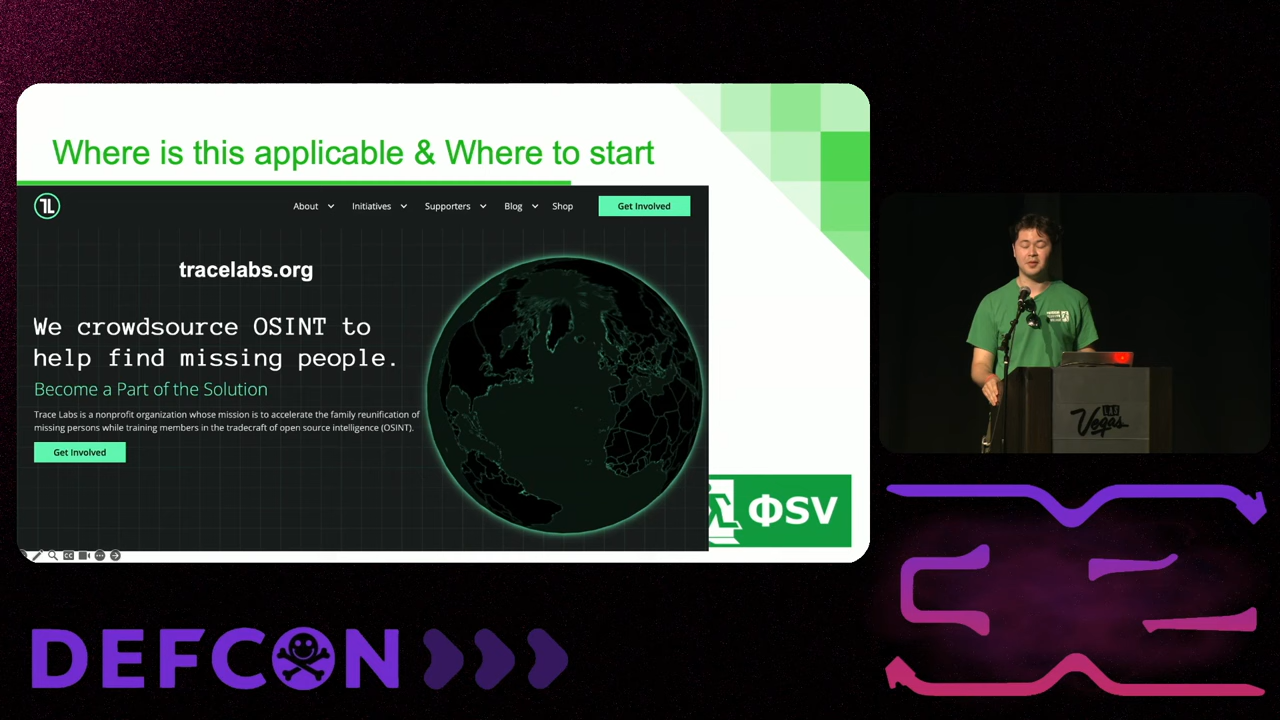 Where is this applicable & Where to start
TL
About Initiatives Supporters Blog Shop Get Involved
tracelabs.org
We crowdsource OSINT to
help find missing people.
Become a Part of the Solution
Trace Labs is a nonprofit organization whose mission is to accelerate the family reunification of
missing persons while training members in the tradecraft of open source intelligence (OSINT).
Get Involved
ΦSV
LAS
Vegas
DEFCON